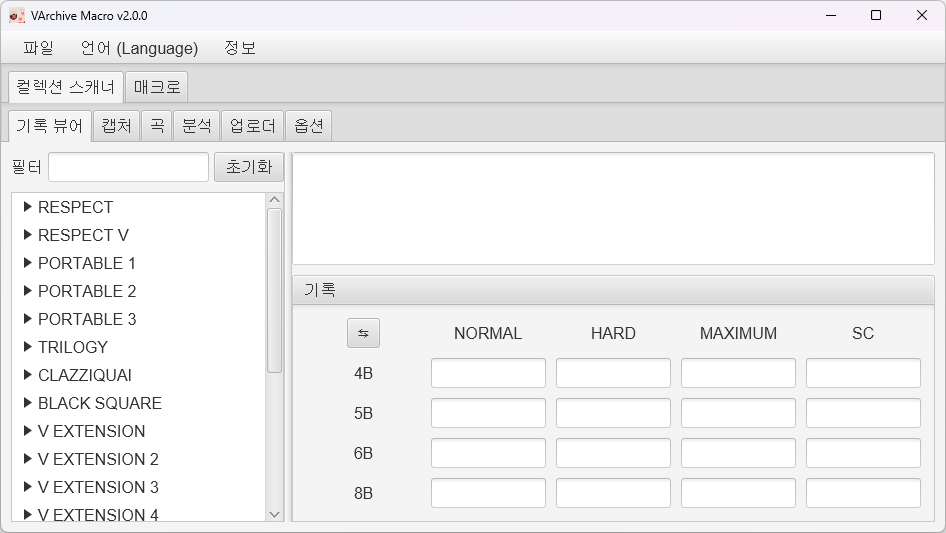 VArchive Macro v2.0.0
파일 언어 (Language) 정보
컬렉션 스캐너 매크로
기록 뷰어 캡처 곡 분석 업로더 옵션
필터 초기화
RESPECT
RESPECT V
PORTABLE 1
PORTABLE 2
PORTABLE 3
TRILOGY
CLAZZIQUAI
BLACK SQUARE
V EXTENSION
V EXTENSION 2
V EXTENSION 3
V EXTENSION 4
기록
⇆ NORMAL HARD MAXIMUM SC
4B
5B
6B
8B